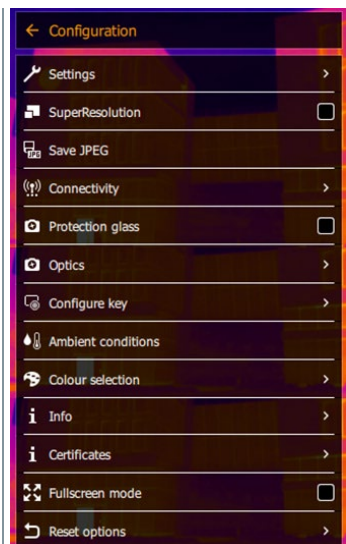 Configuration
Settings
SuperResolution
JPG
Save JPEG
Connectivity
Protection glass
Optics
Configure key
Ambient conditions
Colour selection
i Info
i Certificates
Fullscreen mode
Reset options